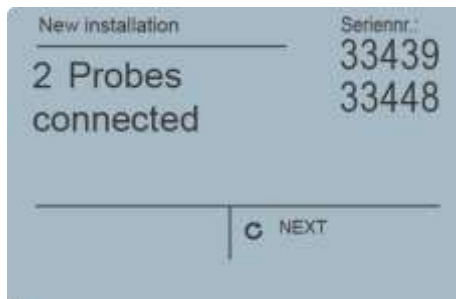 New installation
Seriennr.:
2 Probes
connected
33439
33448
C NEXT